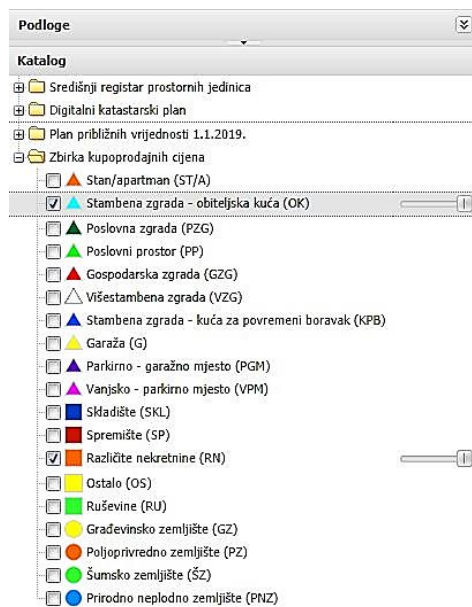 Podloge
Katalog
Središnji registar prostornih jedinica
Digitalni katastarski plan
Plan približnih vrijednosti 1.1.2019.
Zbirka kupoprodajnih cijena
Stan/apartman (ST/A)
Stambena zgrada - obiteljska kuća (OK)
Poslovna zgrada (PZG)
Poslovni prostor (PP)
Gospodarska zgrada (GZG)
Višestambena zgrada (VZG)
Stambena zgrada - kuća za povremeni boravak (KPB)
Garaža (G)
Parkirno - garažno mjesto (PGM)
Vanjsko - parkirno mjesto (VPM)
Skladište (SKL)
Spremište (SP)
Različite nekretnine (RN)
Ostalo (OS)
Ruševine (RU)
Građevinsko zemljište (GZ)
Poljoprivredno zemljište (PZ)
Šumsko zemljište (ŠZ)
Prirodno neplodno zemljište (PNZ)